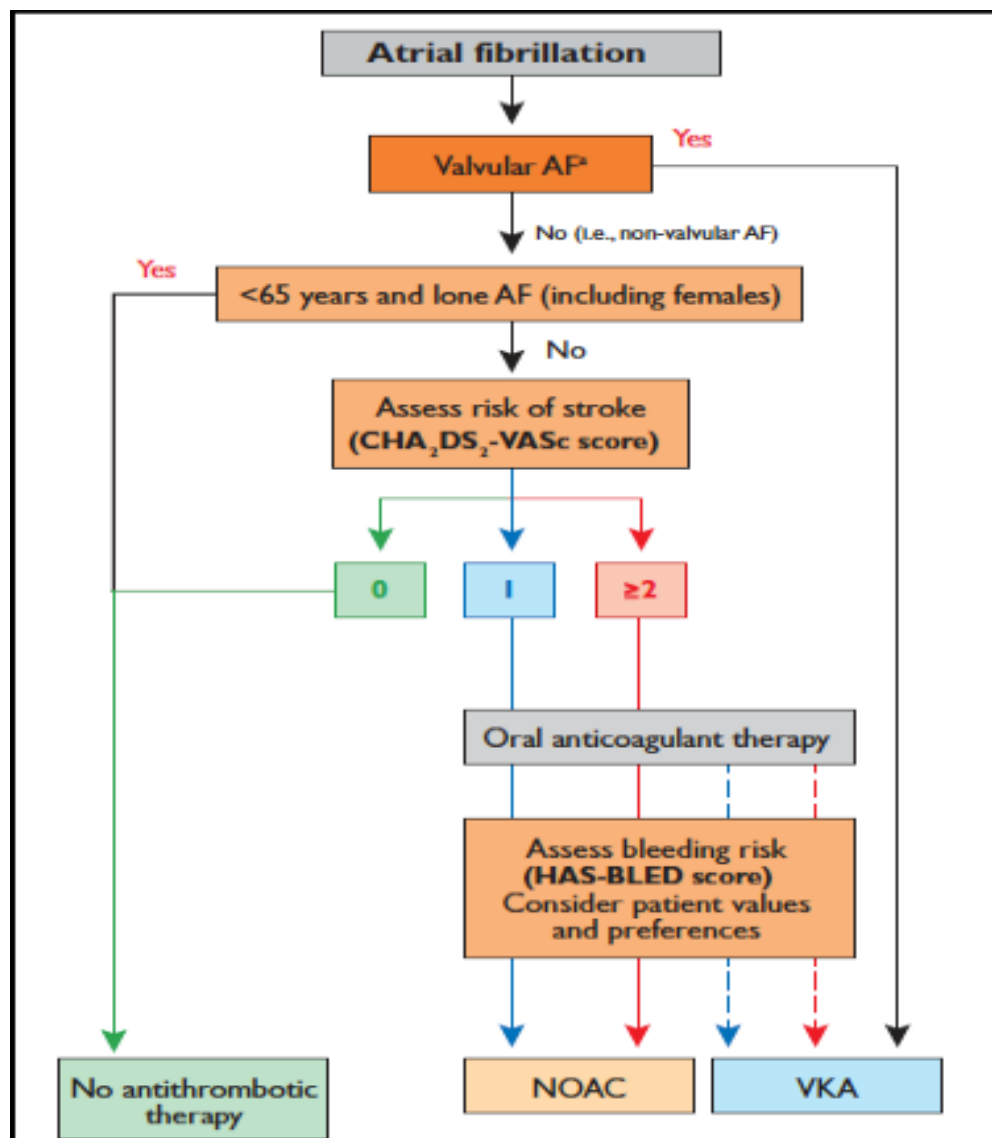 Atrial fibrillation
Yes
Valvular AFª
No (i.e., non-valvular AF)
Yes
<65 years and lone AF (including females)
No
Assess risk of stroke
(CHA₂DS₂-VASc score)
0
1
≥2
Oral anticoagulant therapy
Assess bleeding risk
(HAS-BLED score)
Consider patient values
and preferences
No antithrombotic
therapy
NOAC
VKA